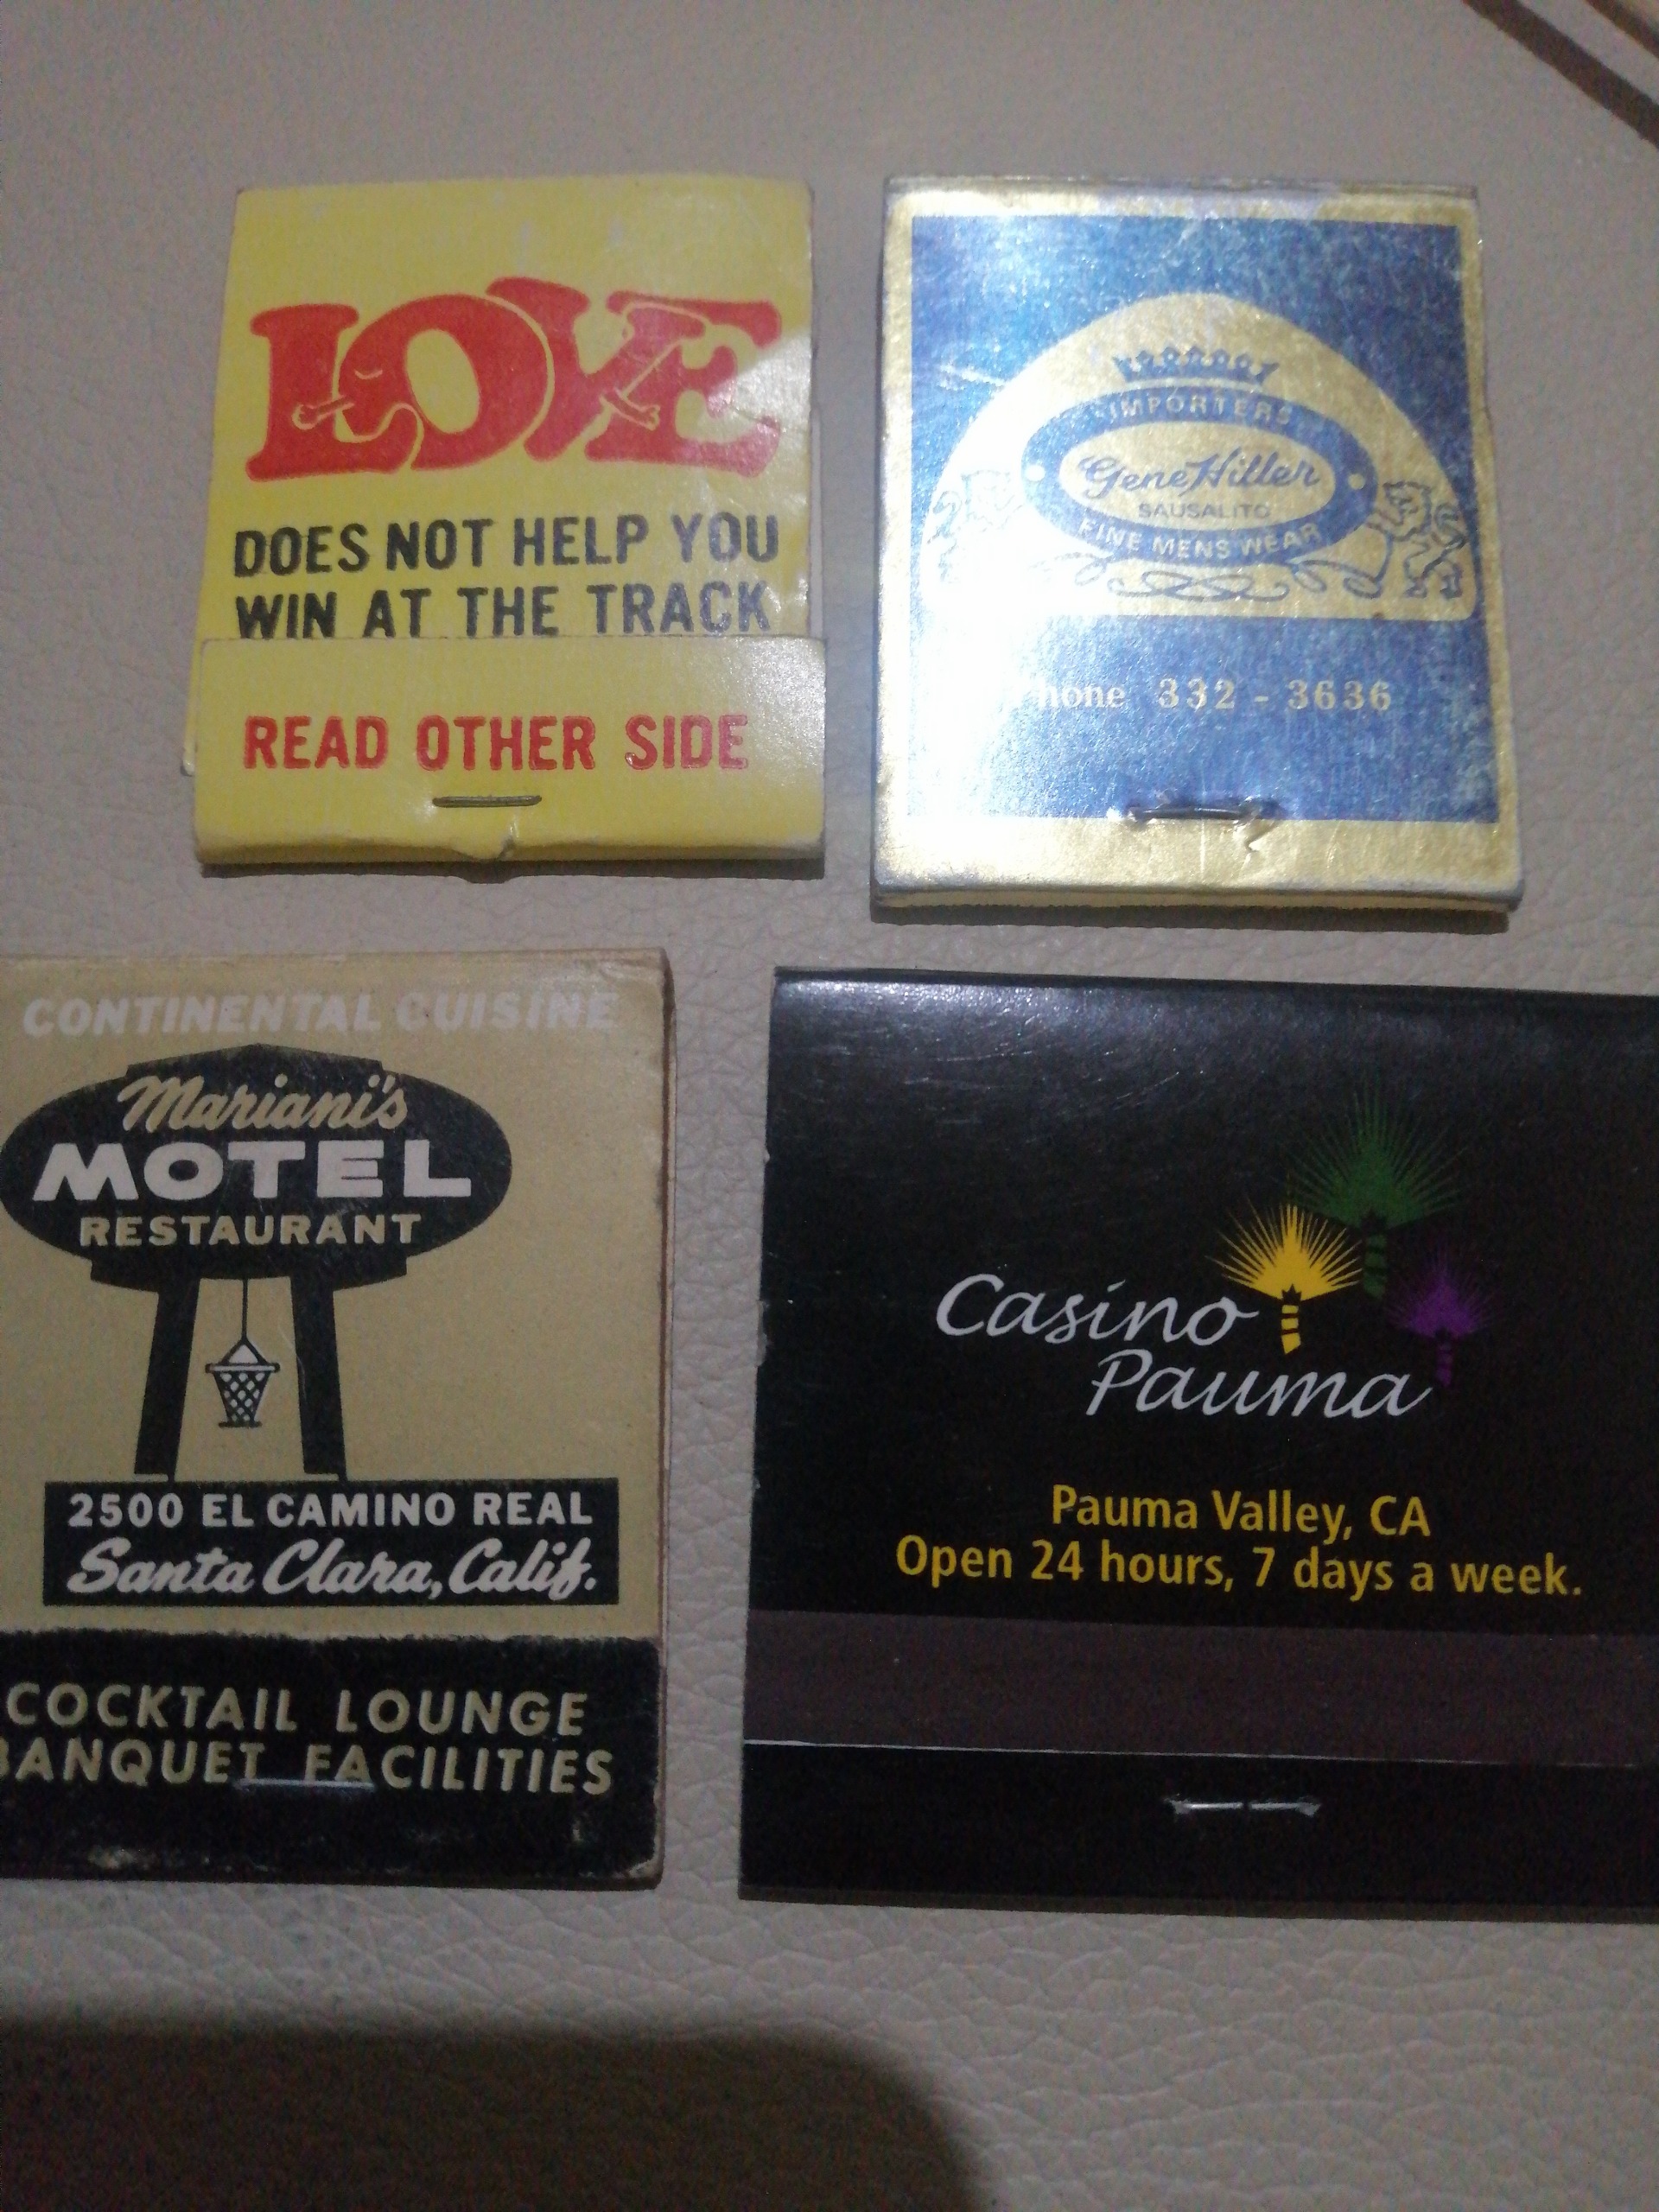 LOVE
DOES NOT HELP YOU
WIN AT THE TRACK
READ OTHER SIDE
IMPORTERS
Gene Hiller
SAUSALITO
FINE MENS WEAR
hone 332 - 3636
CONTINENTAL CUISINE
Mariani's
MOTEL
RESTAURANT
2500 EL CAMINO REAL
Santa Clara, Calif.
COCKTAIL LOUNGE
BANQUET FACILITIES
Casino
Pauma
Pauma Valley, CA
Open 24 hours, 7 days a week.